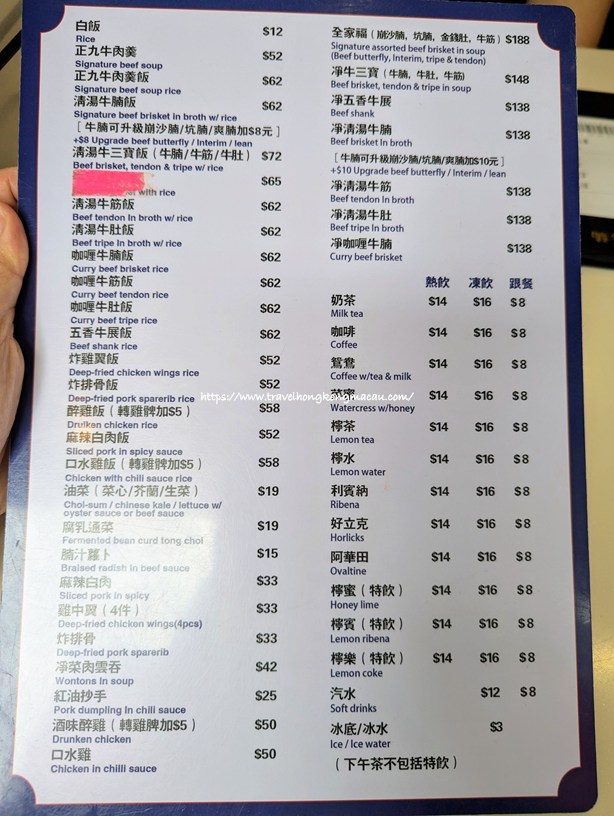 白飯 $12
Rice
正九牛肉羹 $52
Signature beef soup
正九牛肉羹飯 $62
Signature beef soup rice
清湯牛腩飯 $62
Signature beef brisket in broth w/ rice
[ 牛腩可升級崩沙腩/坑腩/爽腩加$8元 ]
+$8 Upgrade beef butterfly / Interim / lean
清湯牛三寶飯（牛腩/牛筋/牛肚） $72
Beef brisket, tendon & tripe w/ rice
$65
with rice
清湯牛筋飯 $62
Beef tendon In broth w/ rice
清湯牛肚飯 $62
Beef tripe In broth w/ rice
咖喱牛腩飯 $62
Curry beef brisket rice
咖喱牛筋飯 $62
Curry beef tendon rice
咖喱牛肚飯 $62
Curry beef tripe rice
五香牛展飯 $62
Beef shank rice
炸雞翼飯 $52
Deep-fried chicken wings rice
炸排骨飯 $52
Deep-fried pork sparerib rice
醉雞飯（轉雞髀加$5） $58
Drunken chicken rice
麻辣白肉飯 $52
Sliced pork in spicy sauce
口水雞飯（轉雞髀加$5） $58
Chicken with chili sauce rice
油菜（菜心/芥蘭/生菜） $19
Choi-sum / chinese kale / lettuce w/
oyster sauce or beef sauce
腐乳通菜 $19
Fermented bean curd tong choi
腩汁蘿卜 $15
Braised radish in beef sauce
麻辣白肉 $33
Sliced pork in spicy
雞中翼（4件） $33
Deep-fried chicken wings(4pcs)
炸排骨 $33
Deep-fried pork sparerib
淨菜肉雲吞 $42
Wontons In soup
紅油抄手 $25
Pork dumpling In chili sauce
酒味醉雞（轉雞脾加$5） $50
Drunken chicken
口水雞 $50
Chicken in chilli sauce
全家福（崩沙腩, 坑腩, 金錢肚, 牛筋） $188
Signature assorted beef brisket in soup
(Beef butterfly, Interim, tripe & tendon)
淨牛三寶（牛腩, 牛肚, 牛筋） $148
Beef brisket, tendon & tripe in soup
淨五香牛展 $138
Beef shank
淨清湯牛腩 $138
Beef brisket In broth
[ 牛腩可升級崩沙腩/坑腩/爽腩加$10元 ]
+$10 Upgrade beef butterfly / Interim / lean
淨清湯牛筋 $138
Beef tendon In broth
淨清湯牛肚 $138
Beef tripe In broth
淨咖喱牛腩 $138
Curry beef brisket
熱飲 凍飲 跟餐
奶茶 $14 $16 $8
Milk tea
咖啡 $14 $16 $8
Coffee
鴛鴦 $14 $16 $8
Coffee w/tea & milk
菜蜜 $14 $16 $8
Watercress w/honey
檸茶 $14 $16 $8
Lemon tea
檸水 $14 $16 $8
Lemon water
利賓納 $14 $16 $8
Ribena
好立克 $14 $16 $8
Horlicks
阿華田 $14 $16 $8
Ovaltine
檸蜜（特飲） $14 $16 $8
Honey lime
檸賓（特飲） $14 $16 $8
Lemon ribena
檸樂（特飲） $14 $16 $8
Lemon coke
汽水 $12 $8
Soft drinks
冰底/冰水 $3
Ice / Ice water
（下午茶不包括特飲）
https://www.travelhongkongmacau.com/